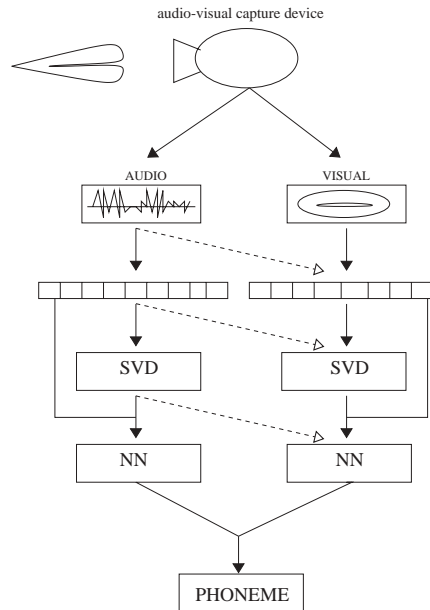 audio-visual capture device
AUDIO
VISUAL
SVD
SVD
NN
NN
PHONEME